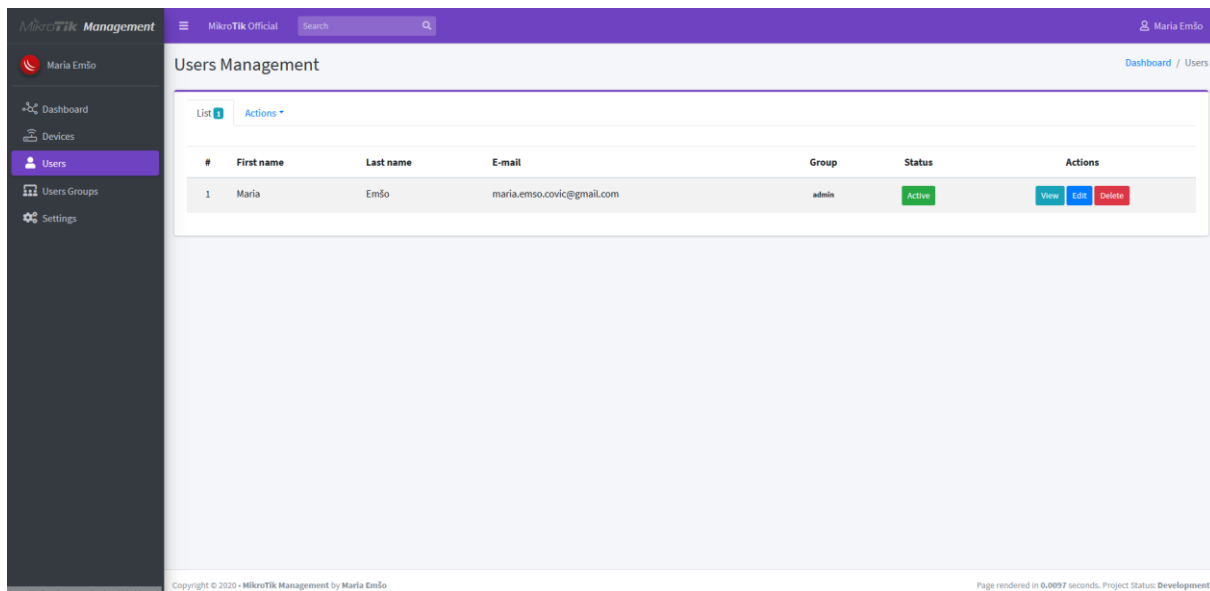 MikroTik Management
MikroTik Official
Search
Maria Emšo
Maria Emšo
Dashboard
Devices
Users
Users Groups
Settings
Users Management
Dashboard / Users
List 1
Actions
# First name Last name E-mail Group Status Actions
1 Maria Emšo maria.emso.covic@gmail.com admin Active View Edit Delete
Copyright © 2020 - MikroTik Management by Maria Emšo
Page rendered in 0.0097 seconds. Project Status: Development